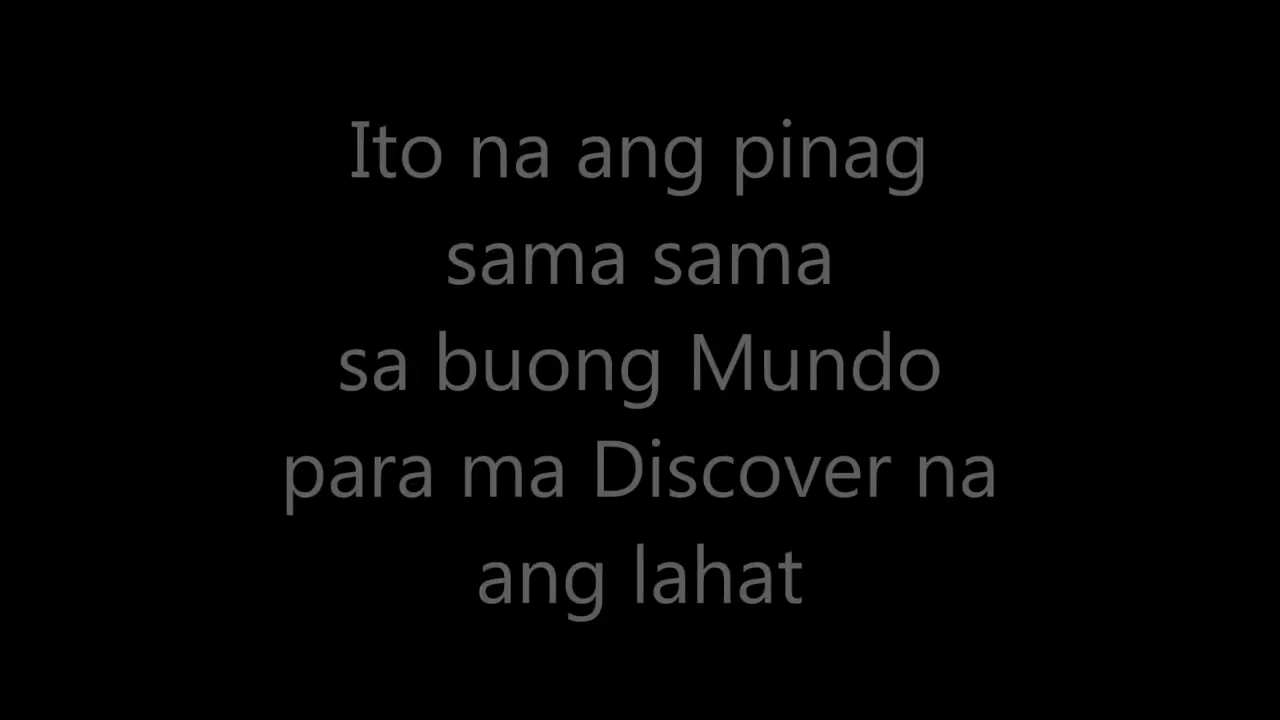 Ito na ang pinag
sama sama
sa buong Mundo
para ma Discover na
ang lahat